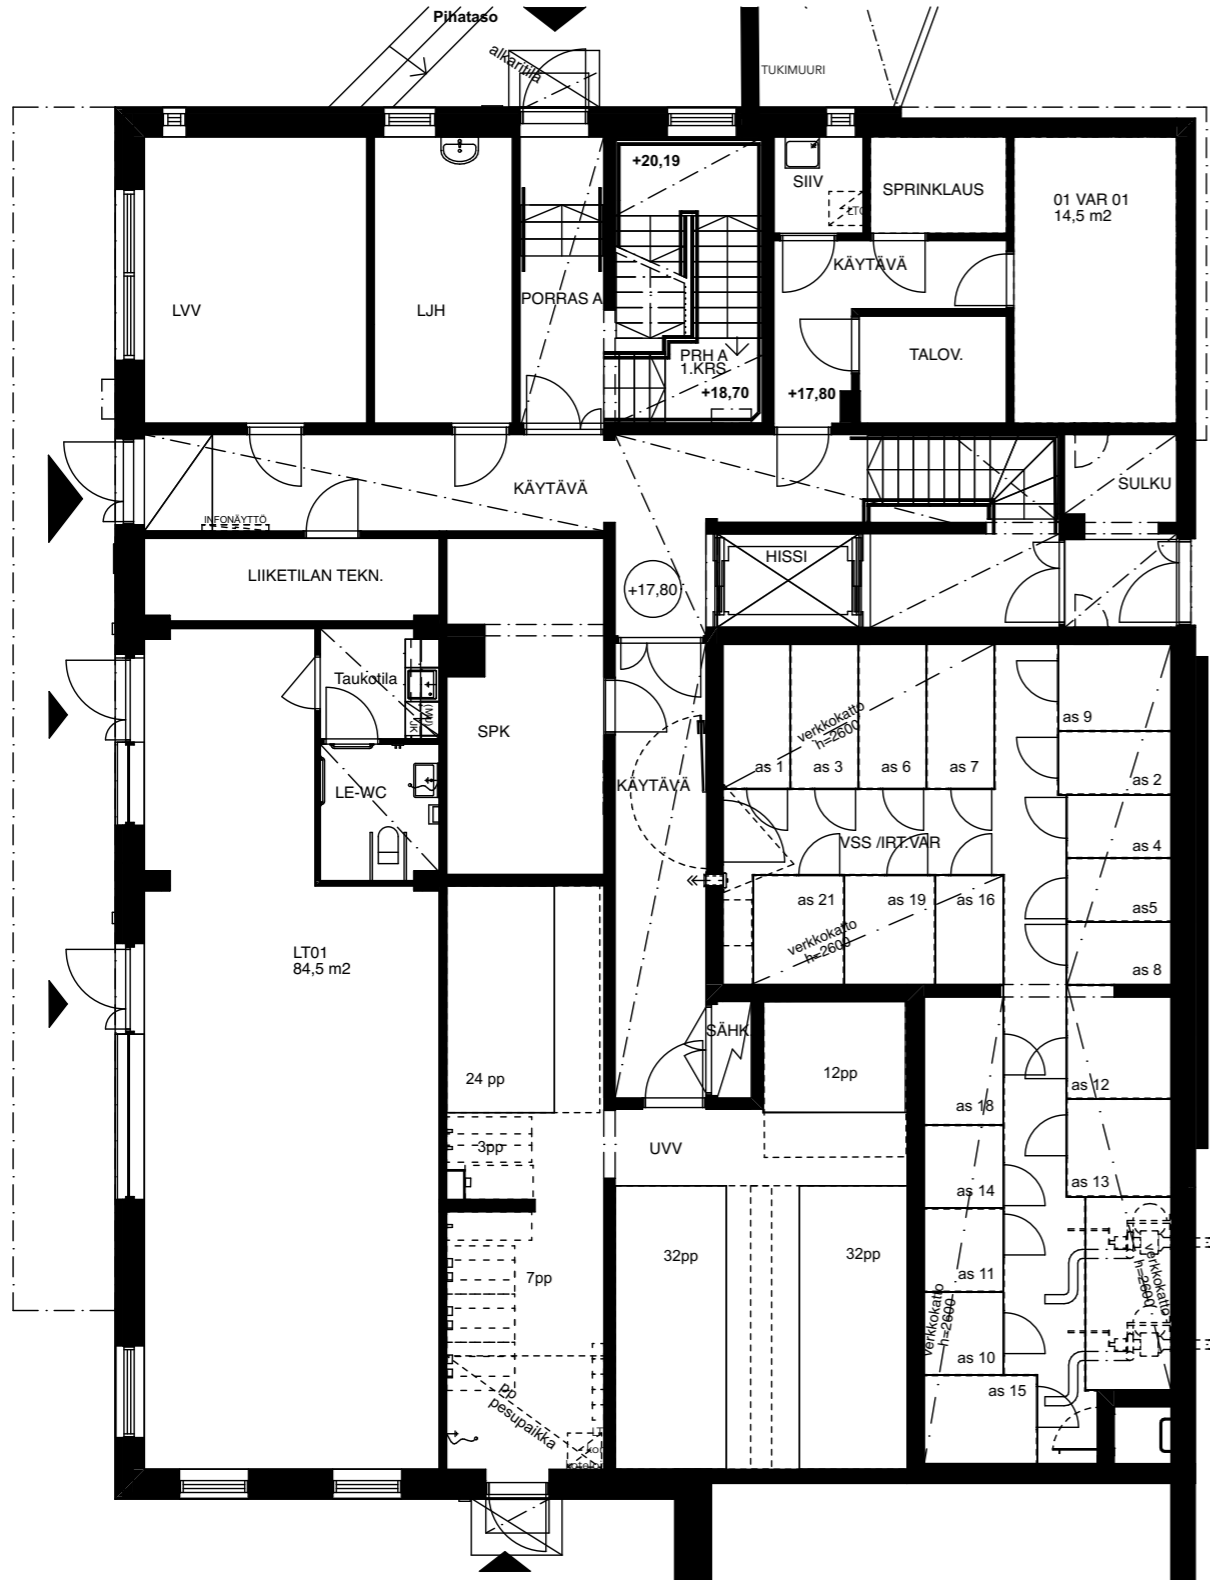 Pihataso
alkaritila
TUKIMUURI
+20,19
SIIV
SPRINKLAUS
01 VAR 01
14,5 m2
LTO
KÄYTÄVÄ
LVV
LJH
PORRAS A
PRH A
1.KRS
+18,70
+17,80
TALOV.
KÄYTÄVÄ
SULKU
INFONÄYTTÖ
HISSI
LIIKETILAN TEKN.
+17,80
Taukotila
SPK
KÄYTÄVÄ
verkkokatto
h=2600
as 1
as 3
as 6
as 7
as 9
as 2
LE-WC
VSS /IRT.VAR
as 4
as 21
as 19
as 16
as5
verkkokatto
h=2600
as 8
LT01
84,5 m2
SÄHK
24 pp
12pp
as 12
as 18
3pp
UVV
as 13
as 14
32pp
32pp
7pp
as 11
verkkokatto
h=2600
verkkokatto
h=2600
as 10
as 15
pp
pesupaikka